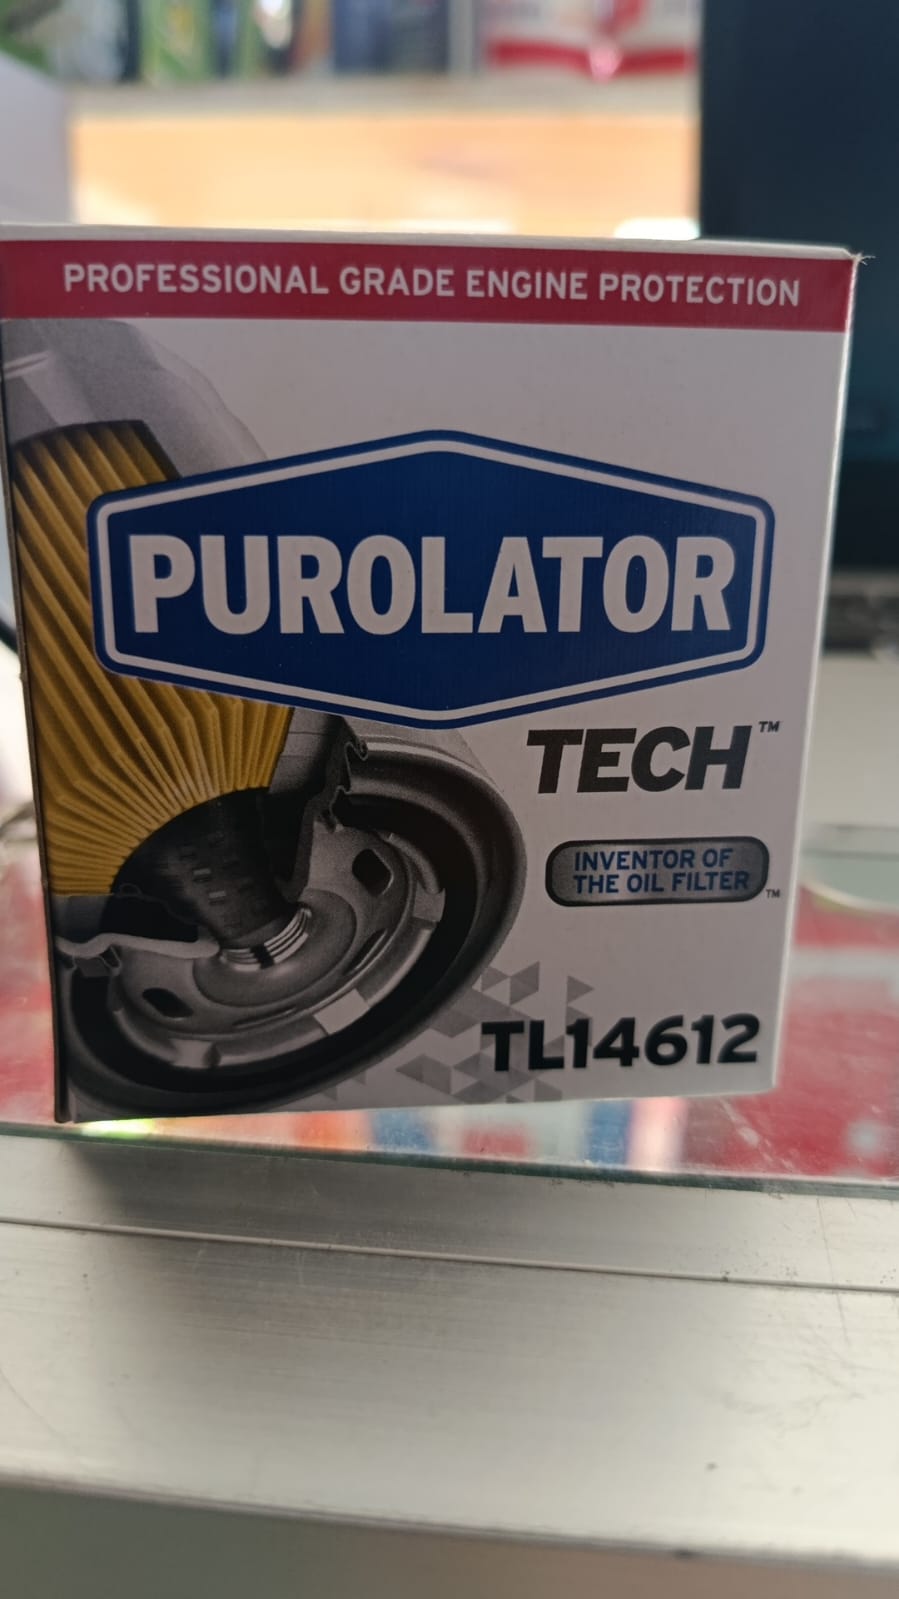 PROFESSIONAL GRADE ENGINE PROTECTION
PUROLATOR
TECH™
INVENTOR OF
THE OIL FILTER™
TL14612